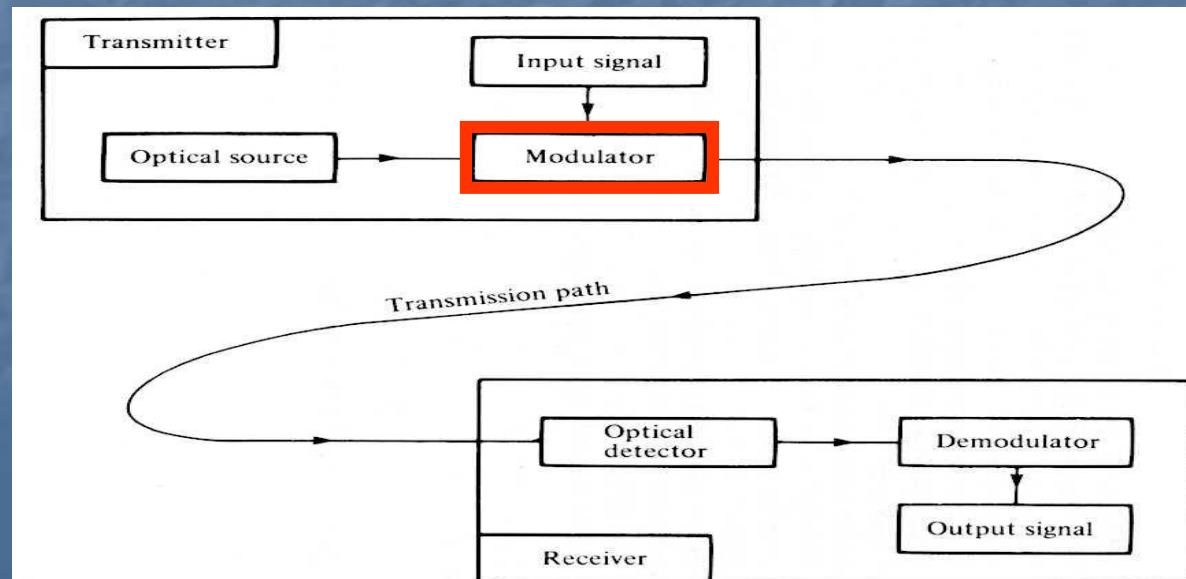 Transmitter
Input signal
Optical source
Modulator
Transmission path
Optical
detector
Demodulator
Output signal
Receiver